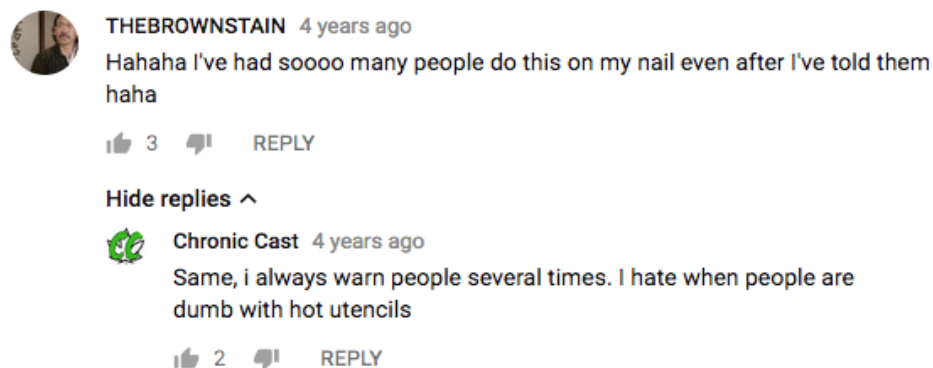 THEBROWNSTAIN 4 years ago
Hahaha I've had soooo many people do this on my nail even after I've told them
haha
3 REPLY
Hide replies
Chronic Cast 4 years ago
Same, i always warn people several times. I hate when people are
dumb with hot utencils
2 REPLY